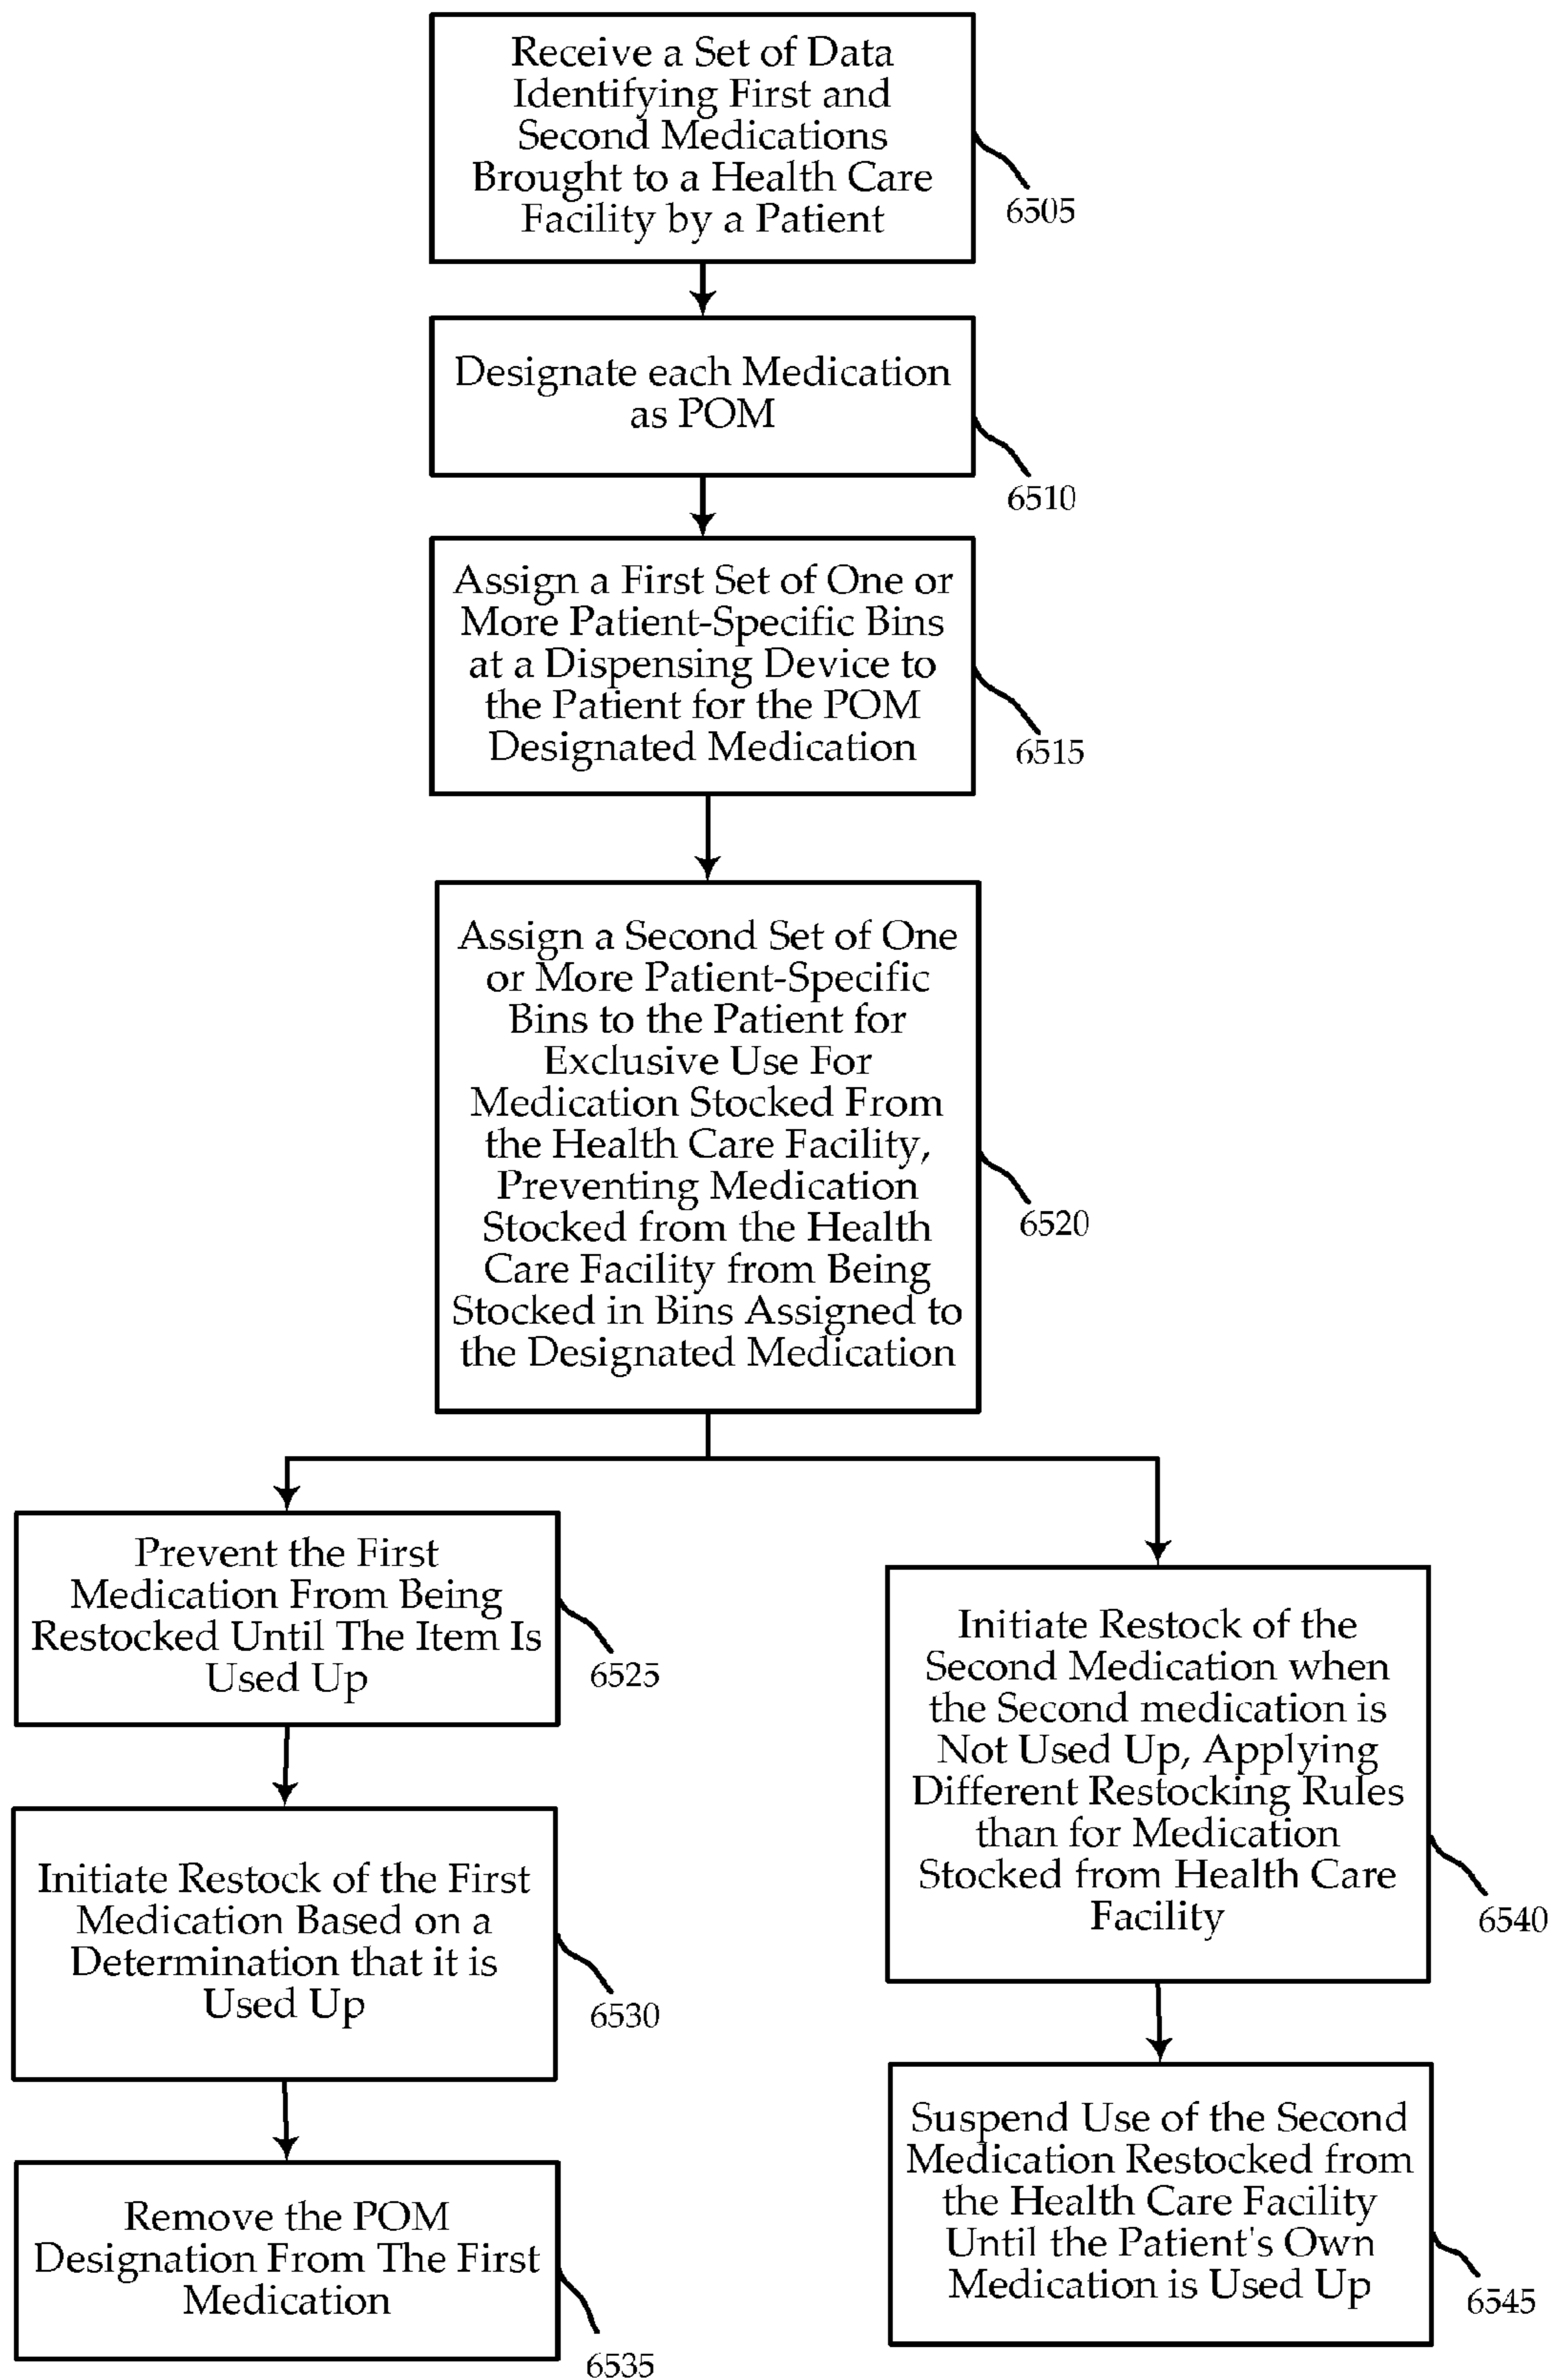 Receive a Set of Data
Identifying First and
Second Medications
Brought to a Health Care
Facility by a Patient
6505
Designate each Medication
as POM
6510
Assign a First Set of One or
More Patient-Specific Bins
at a Dispensing Device to
the Patient for the POM
Designated Medication
6515
Assign a Second Set of One
or More Patient-Specific
Bins to the Patient for
Exclusive Use For
Medication Stocked From
the Health Care Facility,
Preventing Medication
Stocked from the Health
Care Facility from Being
Stocked in Bins Assigned to
the Designated Medication
6520
Prevent the First
Medication From Being
Restocked Until The Item Is
Used Up
6525
Initiate Restock of the First
Medication Based on a
Determination that it is
Used Up
6530
Remove the POM
Designation From The First
Medication
6535
Initiate Restock of the
Second Medication when
the Second medication is
Not Used Up, Applying
Different Restocking Rules
than for Medication
Stocked from Health Care
Facility
6540
Suspend Use of the Second
Medication Restocked from
the Health Care Facility
Until the Patient's Own
Medication is Used Up
6545